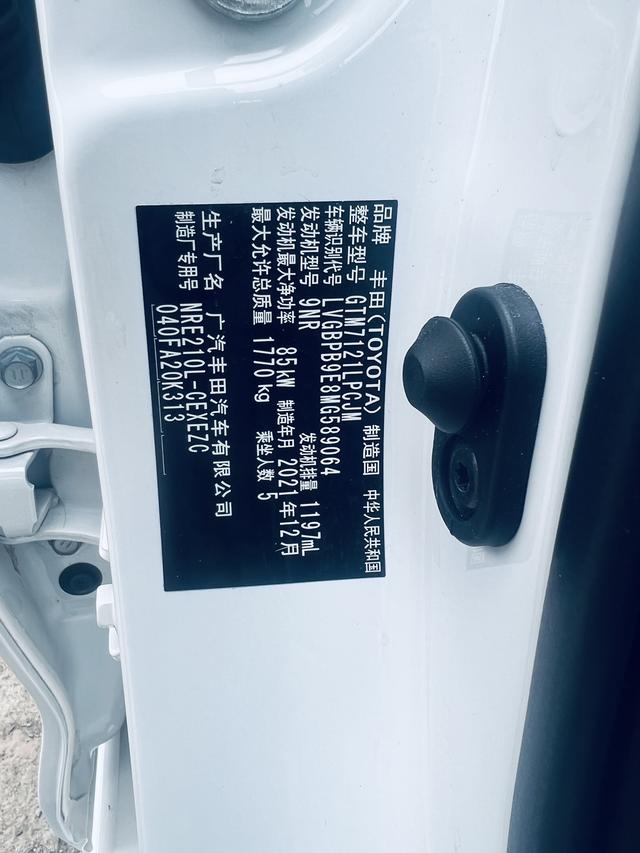 品牌 丰田(TOYOTA) 制造国 中华人民共和国
整车型号 GTM7121LPCJM
车辆识别代号 LVGBPB9E8MG589064
发动机型号 9NR 发动机排量 1197mL
发动机最大净功率 85kW 制造年月 2021年12月
最大允许总质量 1770kg 乘坐人数 5
生产厂名 广汽丰田汽车有限公司
制造厂专用号 NRE210L-CEXEZC
040FA20K313